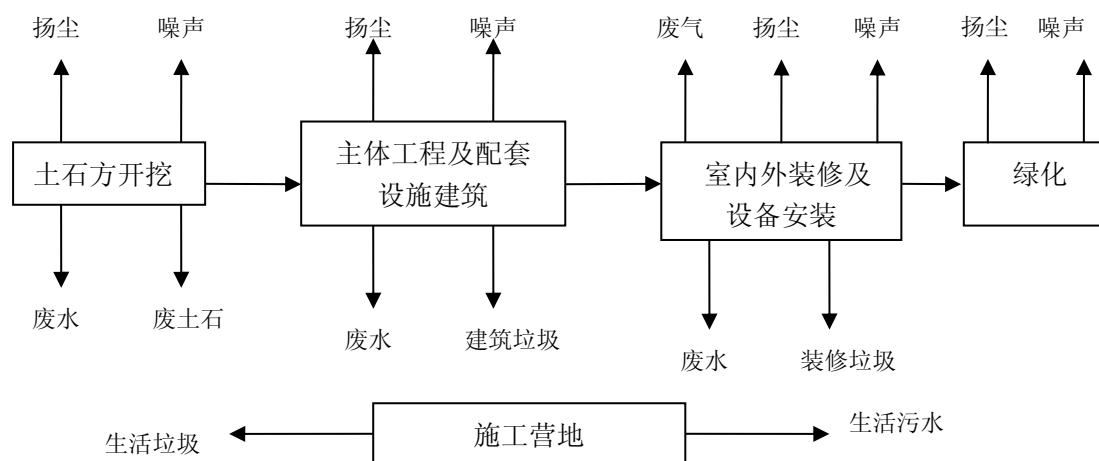 扬尘
噪声
扬尘
噪声
废气
扬尘
噪声
扬尘
噪声
土石方开挖
主体工程及配套
设施建筑
室内外装修及
设备安装
绿化
废水
废土石
废水
建筑垃圾
废水
装修垃圾
生活垃圾
施工营地
生活污水